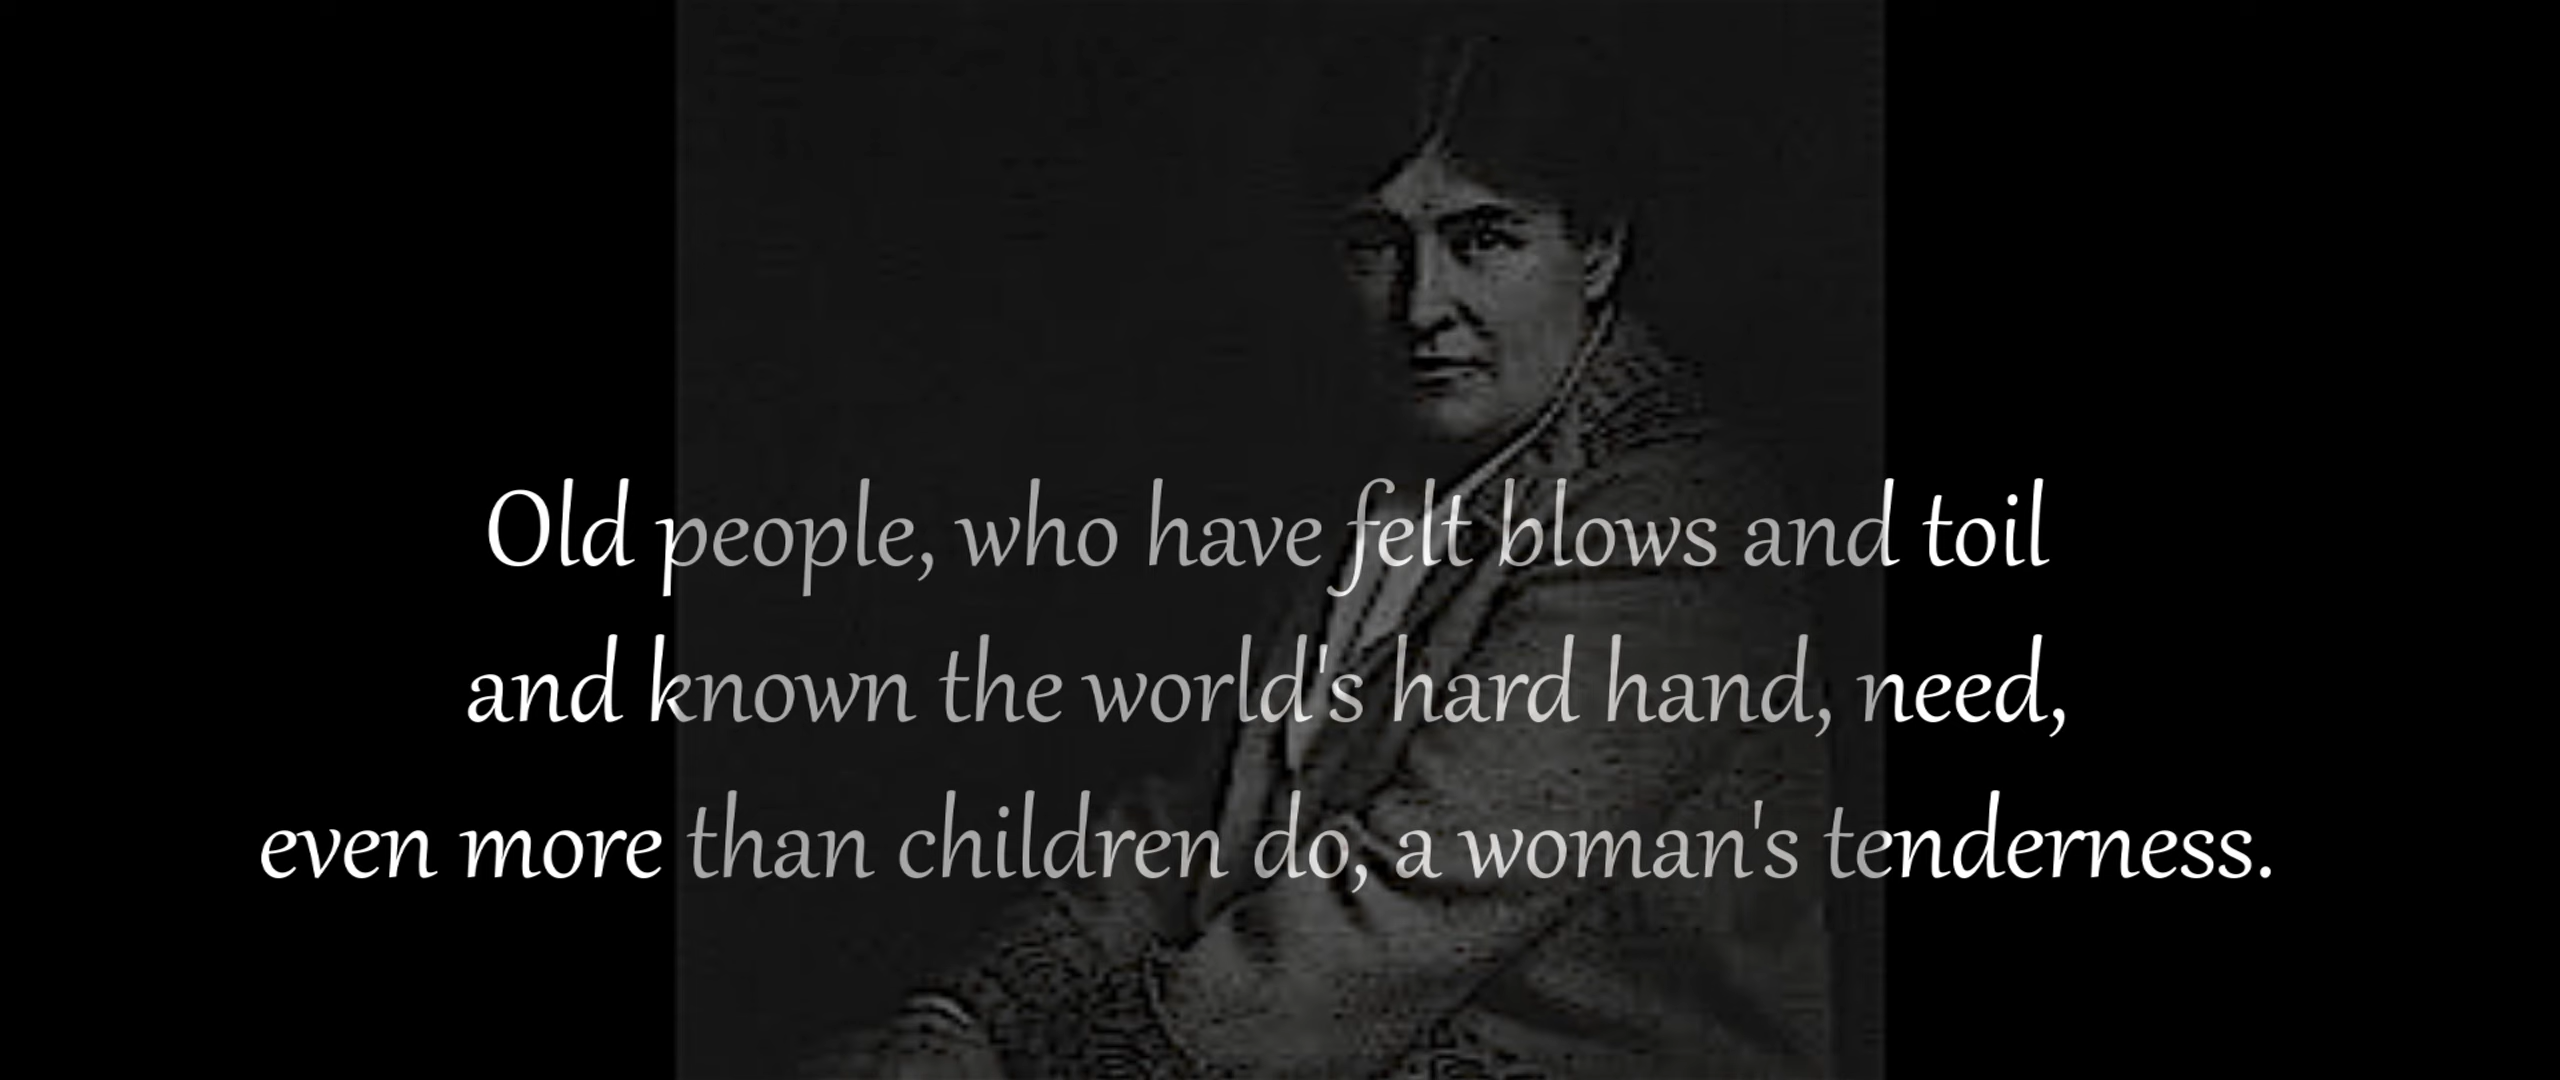 Old people, who have felt blows and toil
and known the world's hard hand, need,
even more than children do, a woman's tenderness.